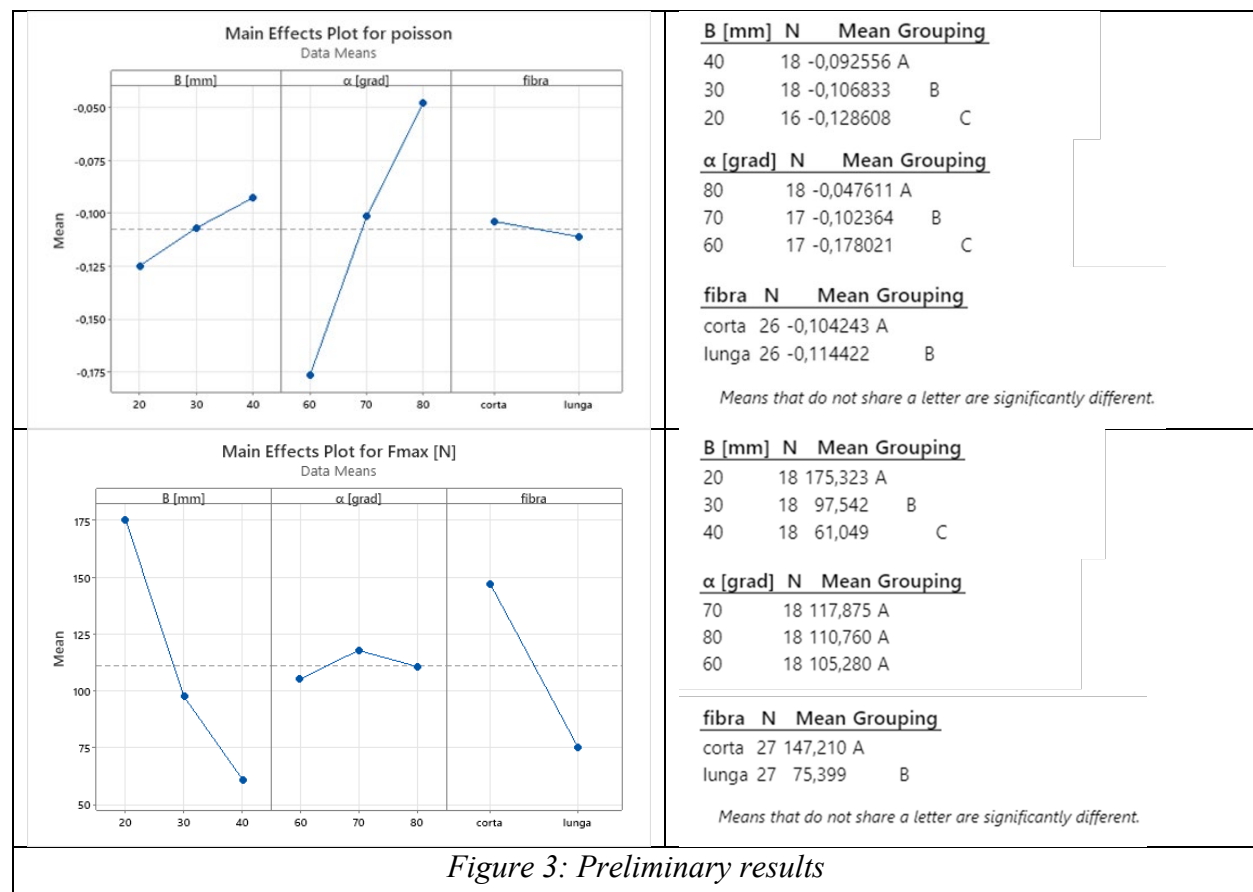 Main Effects Plot for poisson
Data Means
B [mm]
α [grad]
fibra
-0,050
-0,075
-0,100
-0,125
-0,150
-0,175
Mean
20 30 40 60 70 80 corta lunga
B [mm] N Mean Grouping
40 18 -0,092556 A
30 18 -0,106833 B
20 16 -0,128608 C
α [grad] N Mean Grouping
80 18 -0,047611 A
70 17 -0,102364 B
60 17 -0,178021 C
fibra N Mean Grouping
corta 26 -0,104243 A
lunga 26 -0,114422 B
Means that do not share a letter are significantly different.
Main Effects Plot for Fmax [N]
Data Means
B [mm]
α [grad]
fibra
175
150
125
100
75
50
Mean
20 30 40 60 70 80 corta lunga
B [mm] N Mean Grouping
20 18 175,323 A
30 18 97,542 B
40 18 61,049 C
α [grad] N Mean Grouping
70 18 117,875 A
80 18 110,760 A
60 18 105,280 A
fibra N Mean Grouping
corta 27 147,210 A
lunga 27 75,399 B
Means that do not share a letter are significantly different.
Figure 3: Preliminary results